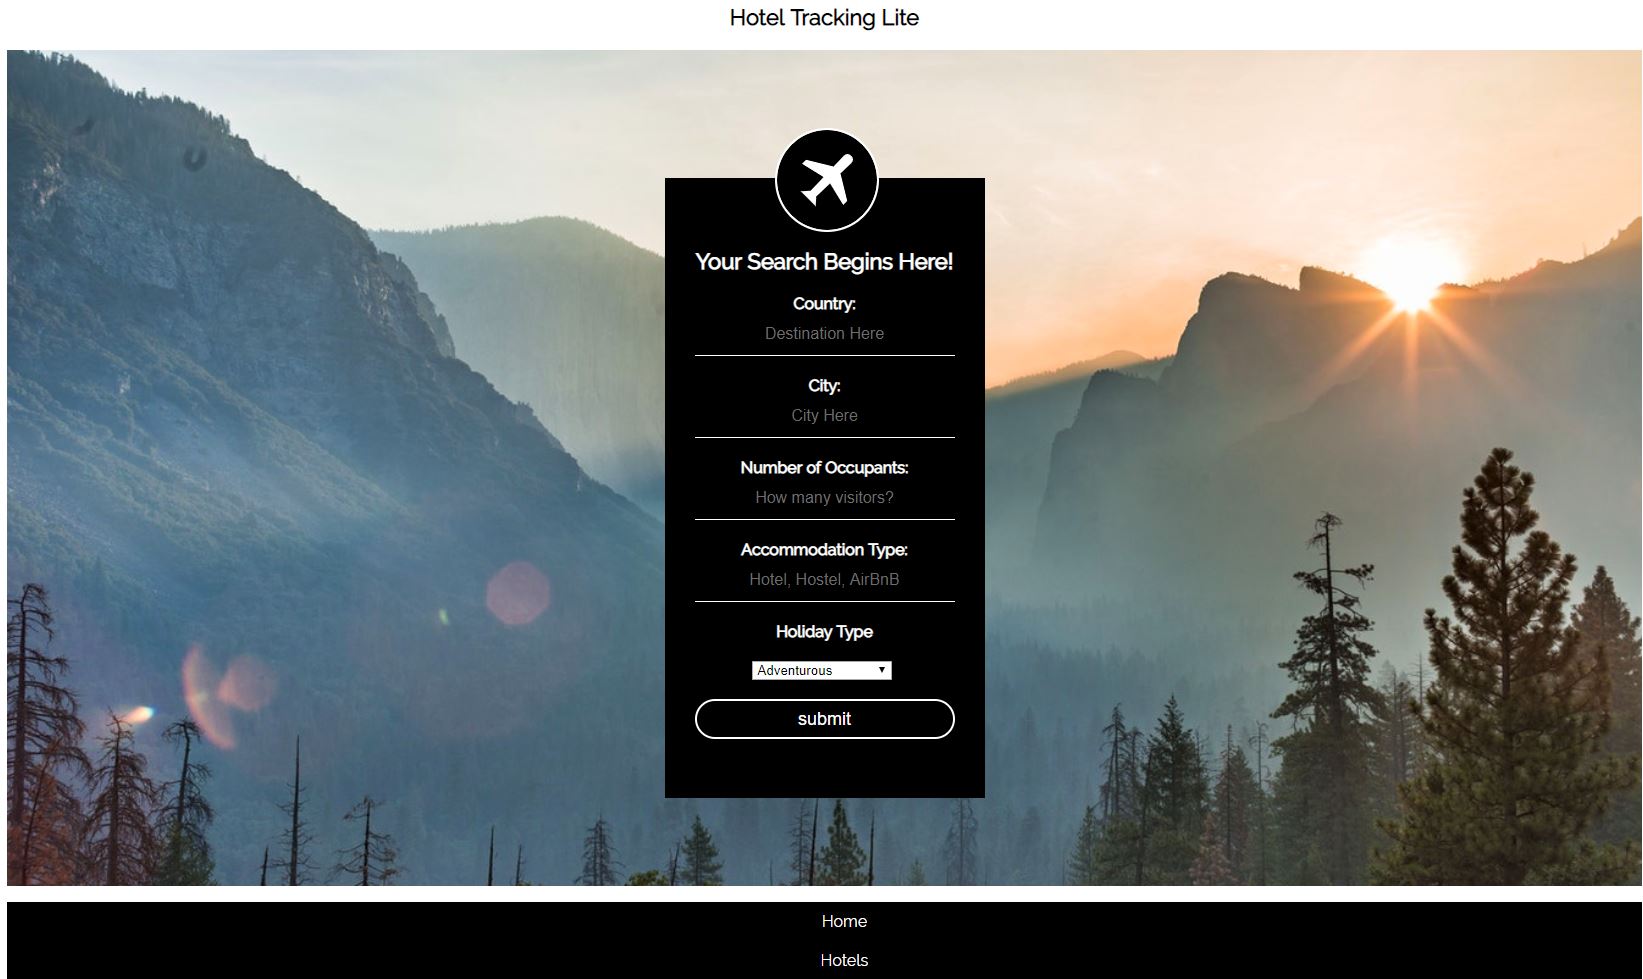 Hotel Tracking Lite
Your Search Begins Here!
Country:
Destination Here
City:
City Here
Number of Occupants:
How many visitors?
Accommodation Type:
Hotel, Hostel, AirBnB
Holiday Type
Adventurous
submit
Home
Hotels